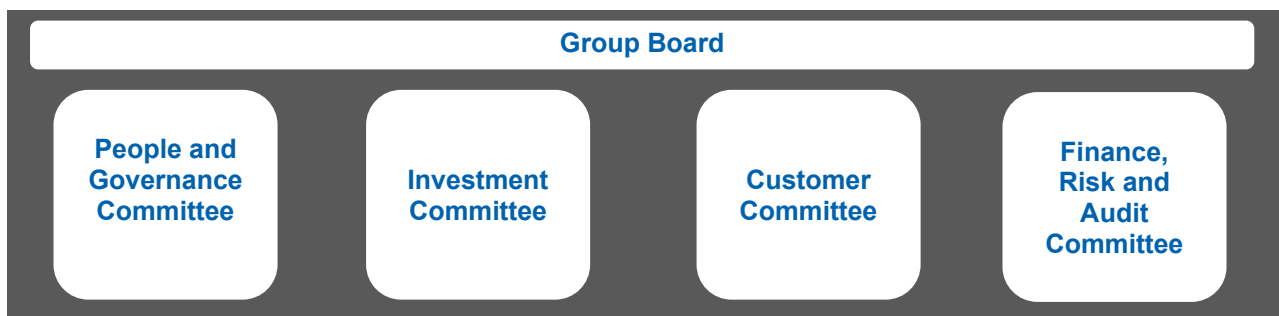 Group Board
People and
Governance
Committee
Investment
Committee
Customer
Committee
Finance,
Risk and
Audit
Committee